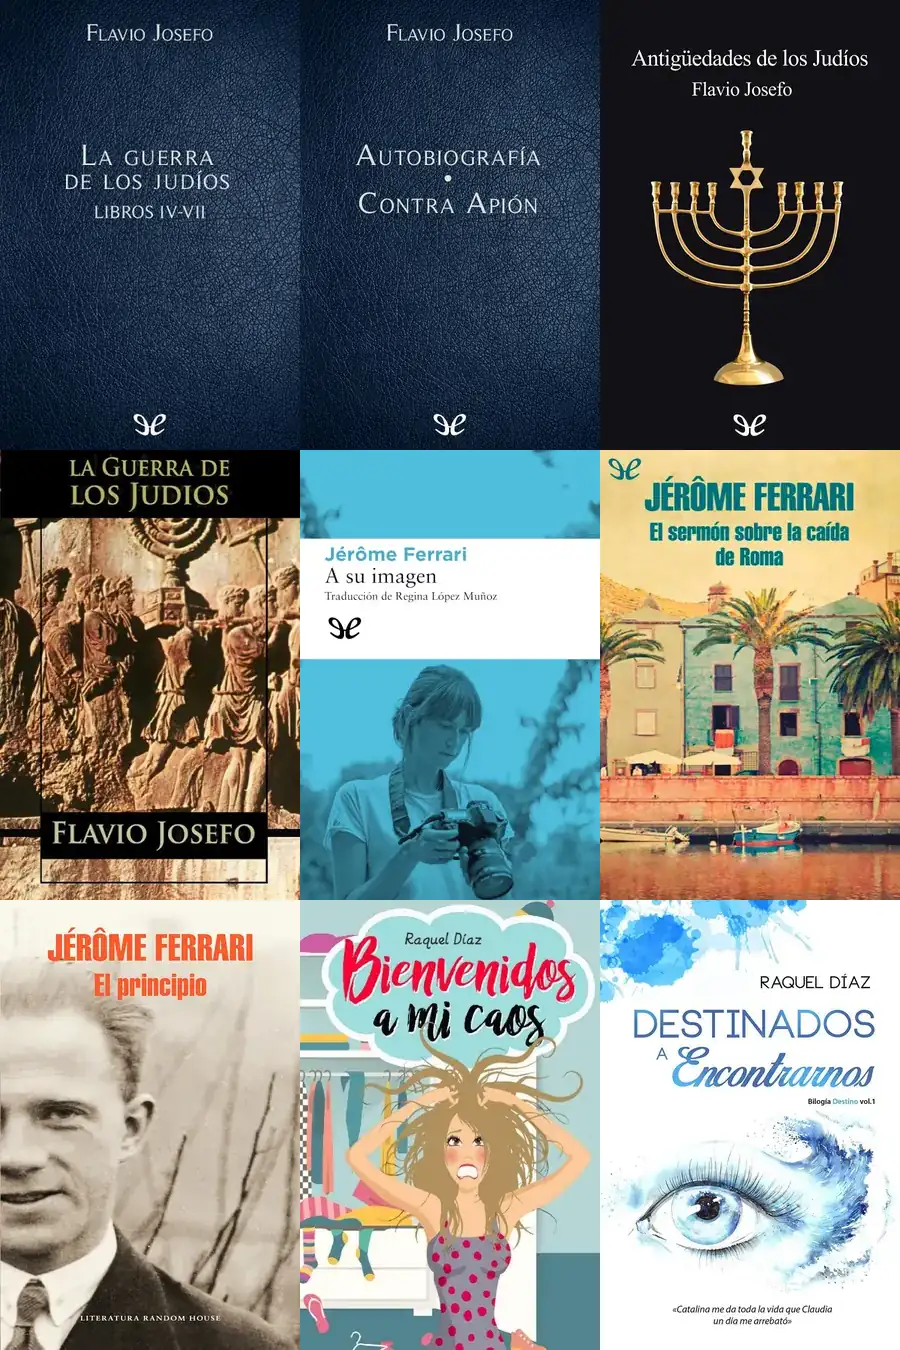 FLAVIO JOSEFO
LA GUERRA
DE LOS JUDÍOS
LIBROS IV-VII
FLAVIO JOSEFO
AUTOBIOGRAFÍA
•
CONTRA APIÓN
Antigüedades de los Judíos
Flavio Josefo
LA GUERRA DE
LOS JUDIOS
FLAVIO JOSEFO
Jérôme Ferrari
A su imagen
Traducción de Regina López Muñoz
JÉRÔME FERRARI
El sermón sobre la caída
de Roma
JÉRÔME FERRARI
El principio
LITERATURA RANDOM HOUSE
Raquel Díaz
Bienvenidos
a mi caos
RAQUEL DÍAZ
DESTINADOS
A
Encontrarnos
Bilogía Destino vol.1
«Catalina me da toda la vida que Claudia
un día me arrebató»